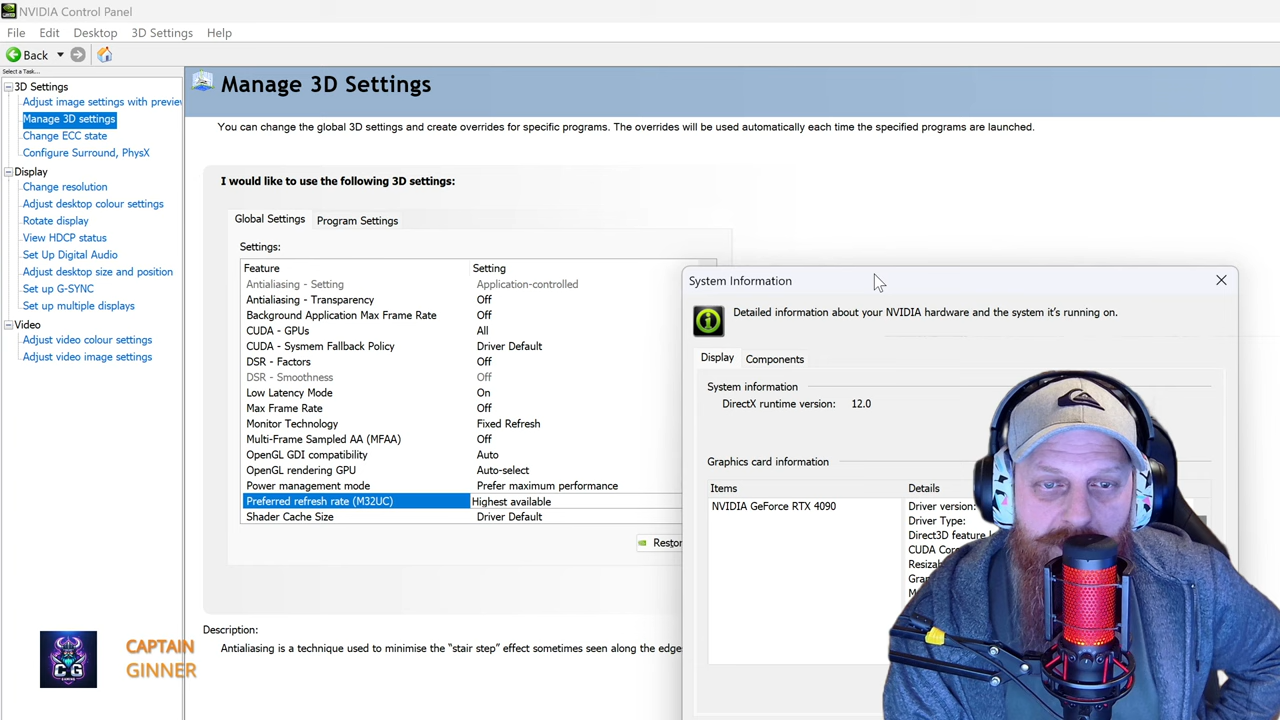 NVIDIA Control Panel
File Edit Desktop 3D Settings Help
Back
Select a Task...
3D Settings
Adjust image settings with preview
Manage 3D settings
Change ECC state
Configure Surround, PhysX
Display
Change resolution
Adjust desktop colour settings
Rotate display
View HDCP status
Set Up Digital Audio
Adjust desktop size and position
Set up G-SYNC
Set up multiple displays
Video
Adjust video colour settings
Adjust video image settings
Manage 3D Settings
You can change the global 3D settings and create overrides for specific programs. The overrides will be used automatically each time the specified programs are launched.
I would like to use the following 3D settings:
Global Settings Program Settings
Settings:
Feature Setting
Antialiasing - Setting Application-controlled
Antialiasing - Transparency Off
Background Application Max Frame Rate Off
CUDA - GPUs All
CUDA - Sysmem Fallback Policy Driver Default
DSR - Factors Off
DSR - Smoothness Off
Low Latency Mode On
Max Frame Rate Off
Monitor Technology Fixed Refresh
Multi-Frame Sampled AA (MFAA) Off
OpenGL GDI compatibility Auto
OpenGL rendering GPU Auto-select
Power management mode Prefer maximum performance
Preferred refresh rate (M32UC) Highest available
Shader Cache Size Driver Default
Restor
Description:
Antialiasing is a technique used to minimise the “stair step” effect sometimes seen along the edge
System Information
Detailed information about your NVIDIA hardware and the system it's running on.
Display Components
System information
DirectX runtime version: 12.0
Graphics card information
Items Details
NVIDIA GeForce RTX 4090 Driver version:
Driver Type:
Direct3D feature
CUDA Cor
Resiza
Gra
CAPTAIN
GINNER
CG